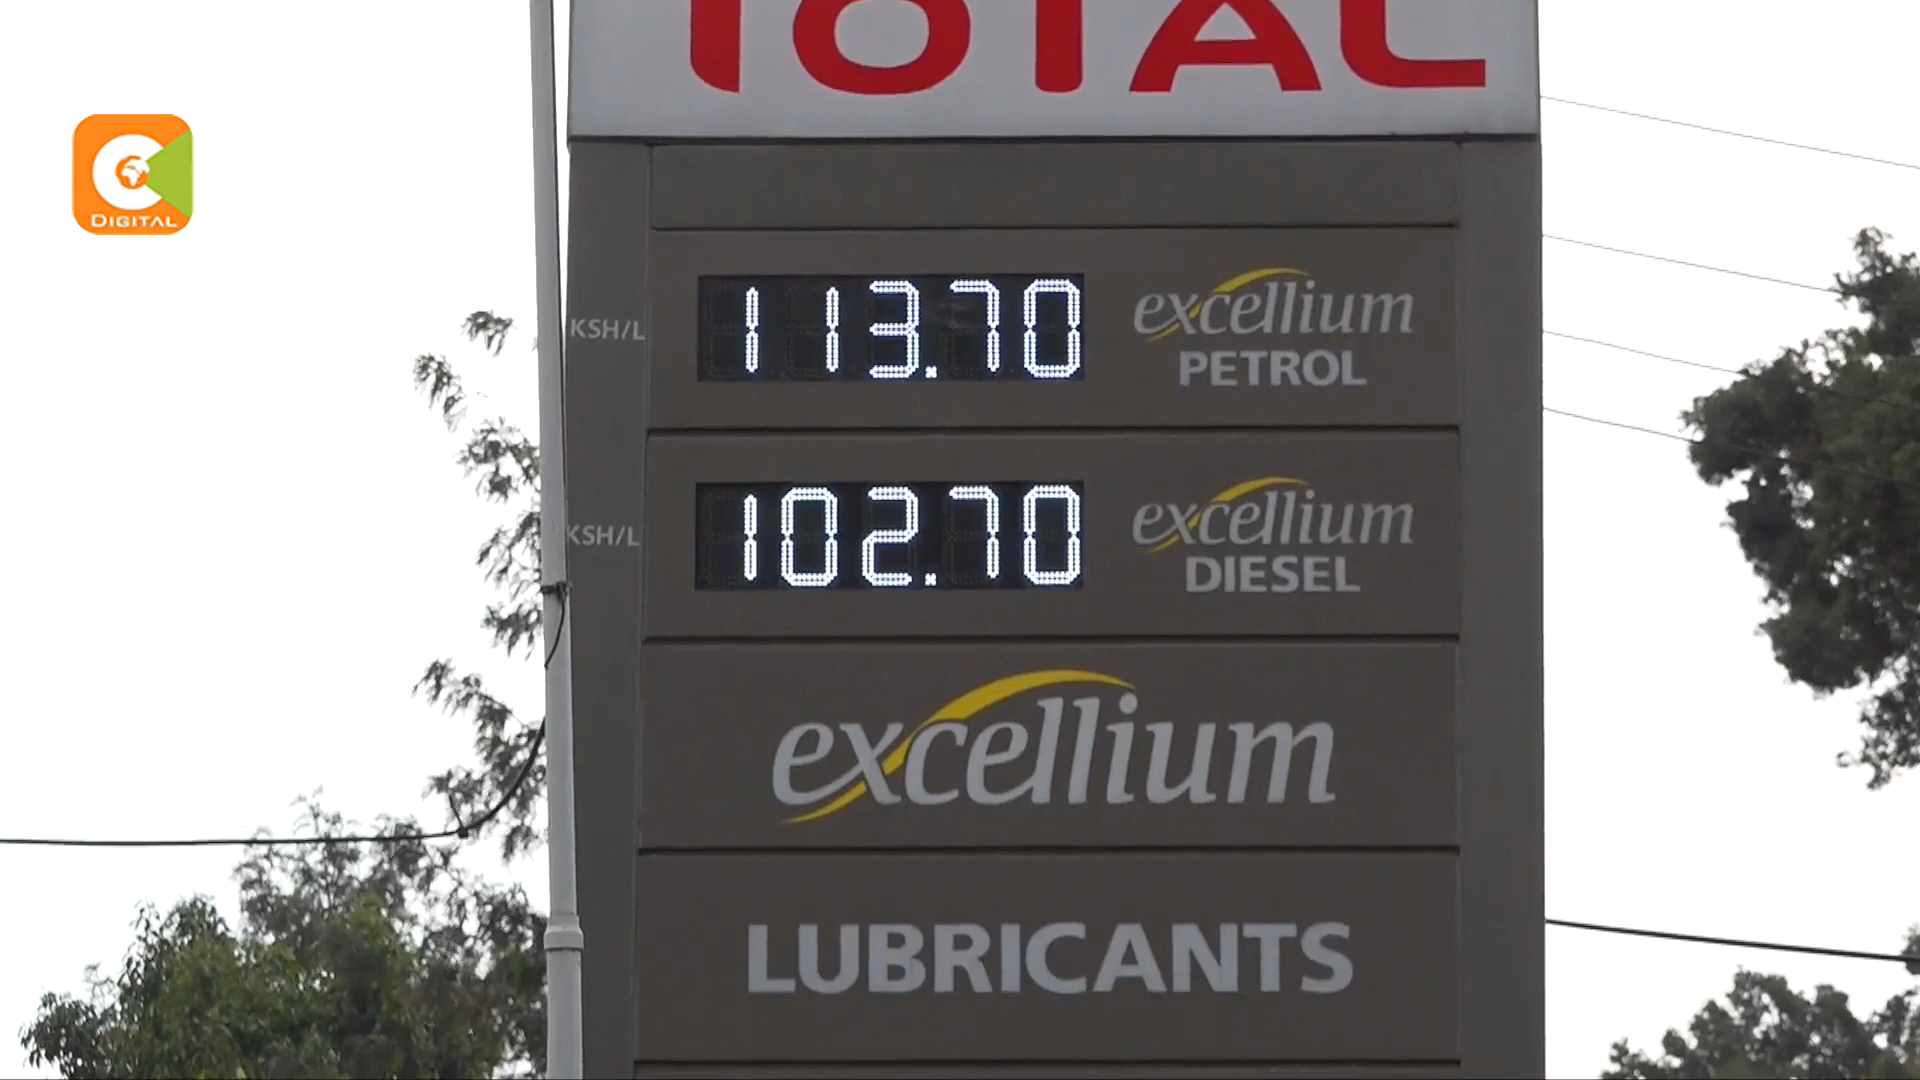 TOTAL
DIGITAL
KSH/L 113.70 excellium
PETROL
KSH/L 102.70 excellium
DIESEL
excellium
LUBRICANTS